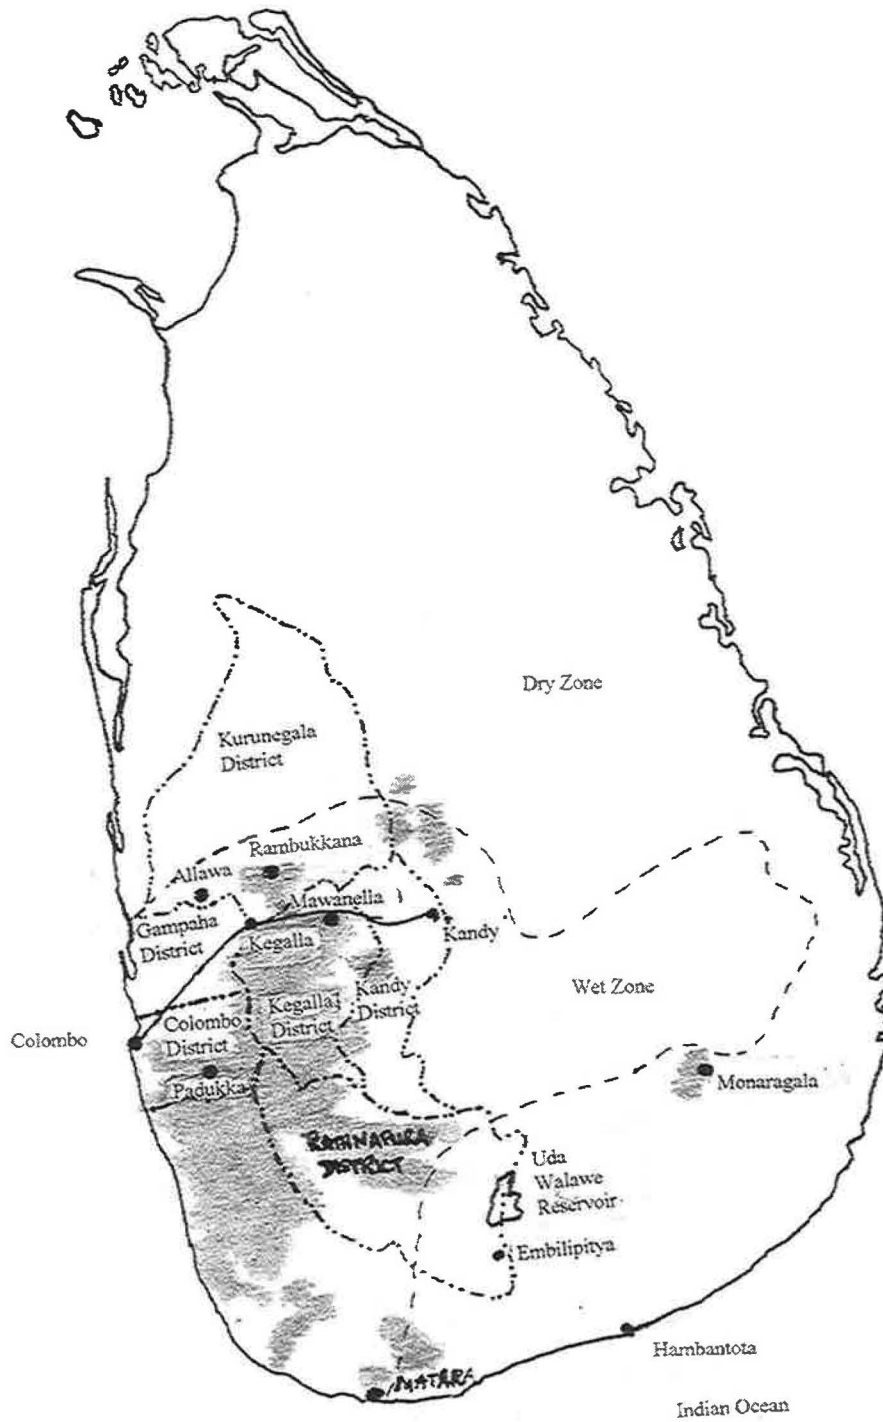 Dry Zone
Kurunegala
District
Rambukkana
Allawa
Mawanella
Gampaha
District
Kegalla
Kandy
Wet Zone
Kegalla
District
Kandy
District
Colombo
District
Colombo
Padukka
Monaragala
RATNAPURA
DISTRICT
Uda
Walawe
Reservoir
Embilipitya
Hambantota
MATARA
Indian Ocean